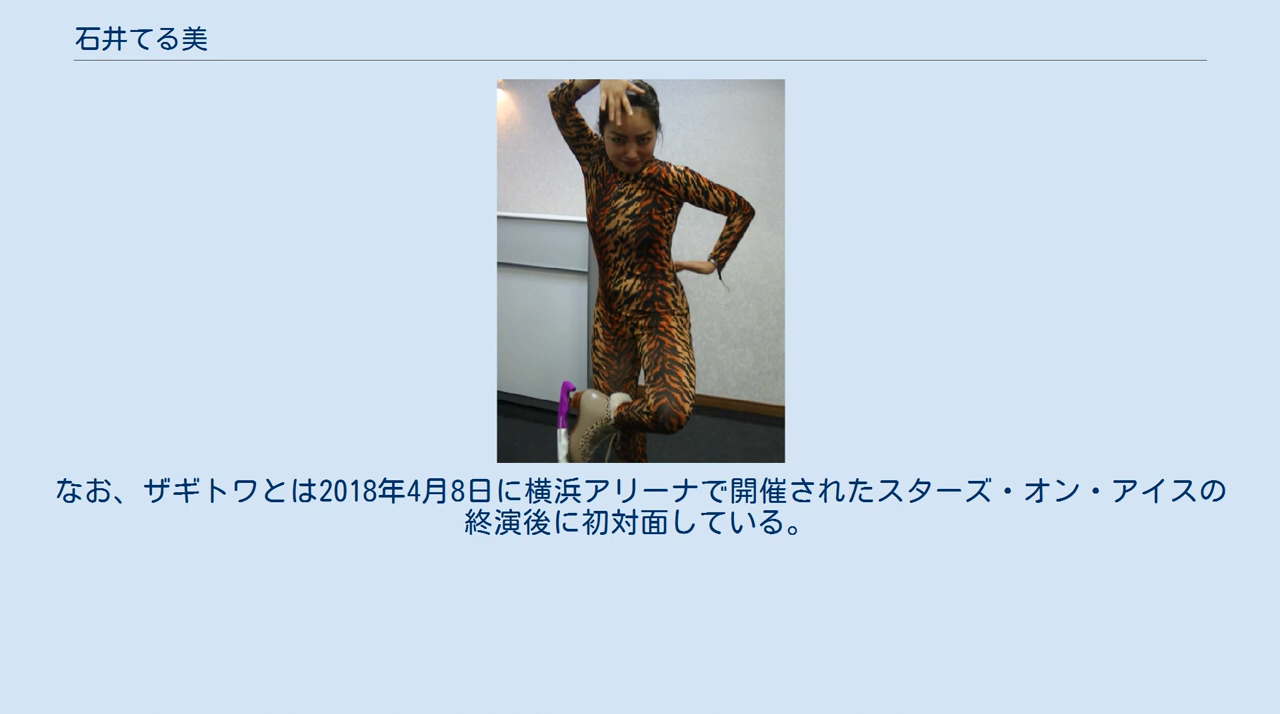 石井てる美
なお、ザギトワとは2018年4月8日に横浜アリーナで開催されたスターズ・オン・アイスの
終演後に初対面している。